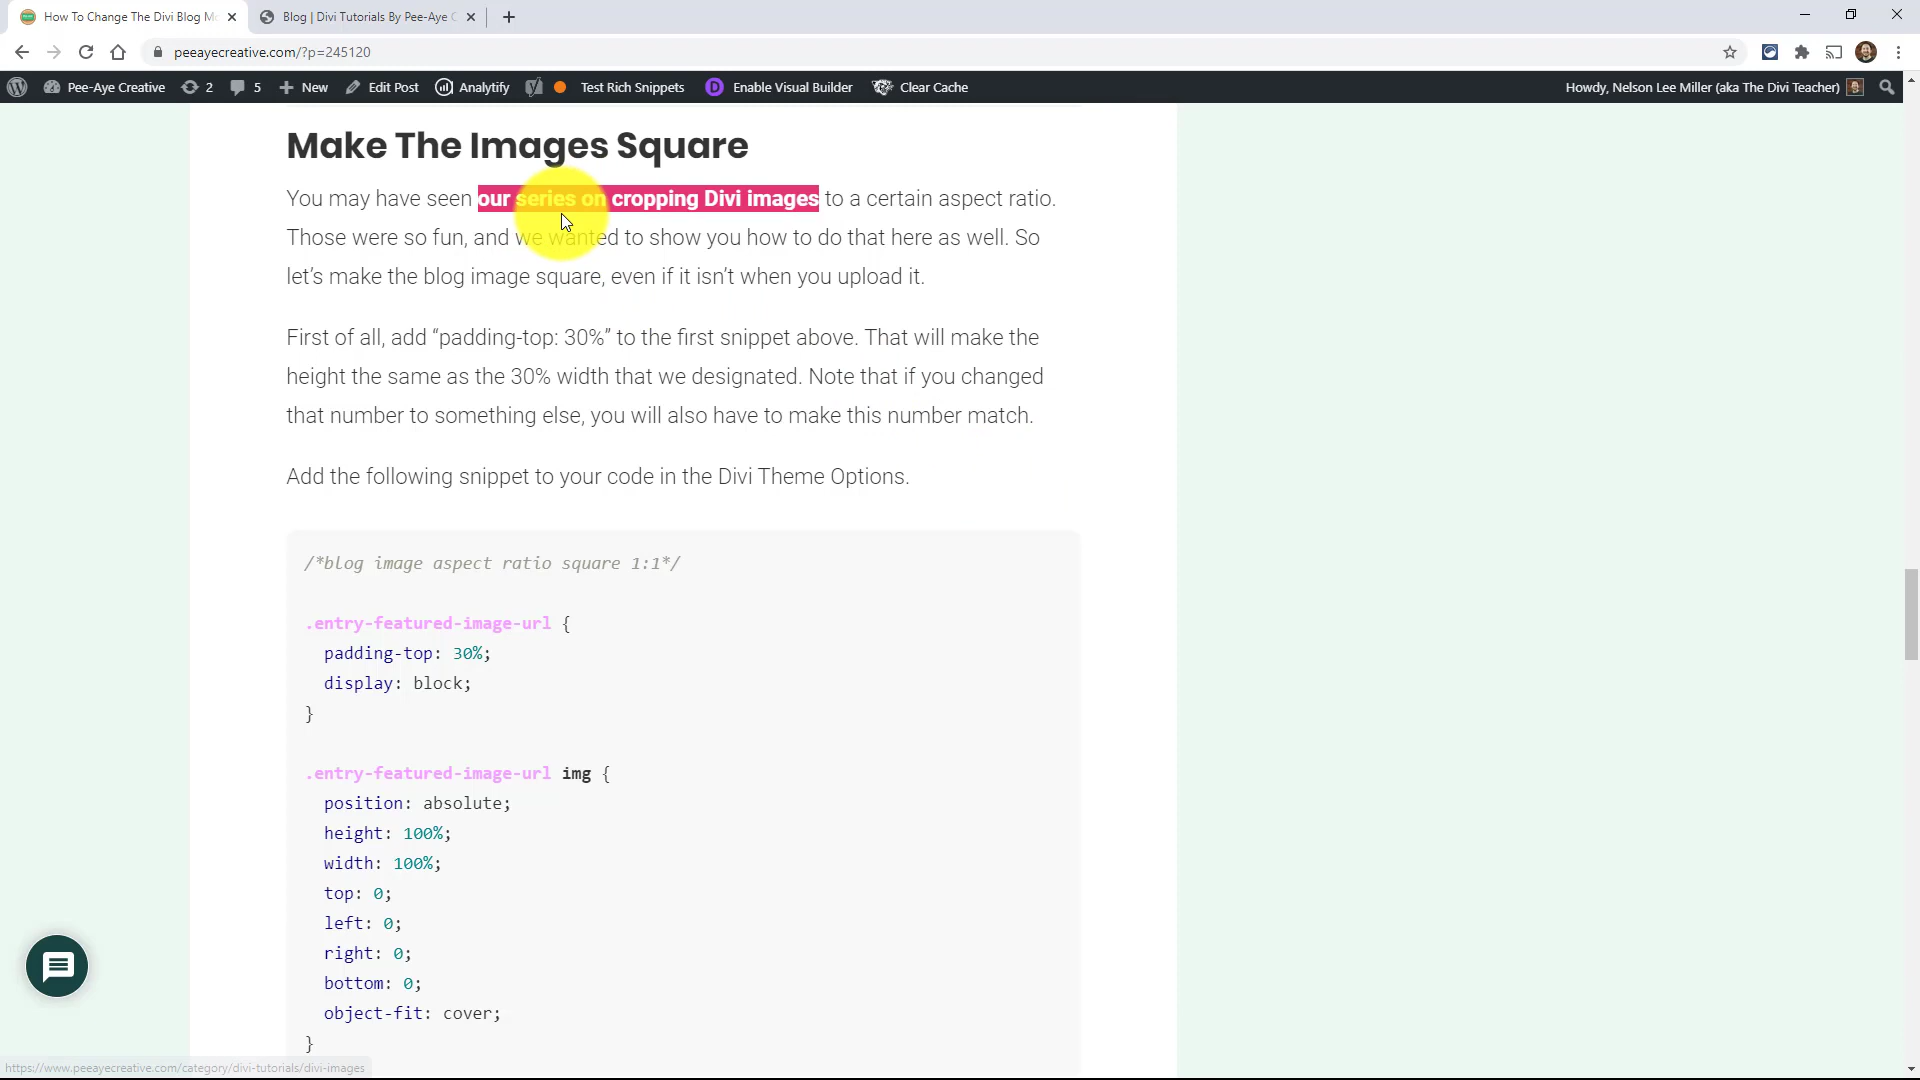 How To Change The Divi Blog Mo
Blog | Divi Tutorials By Pee-Aye C
peeayecreative.com/?p=245120
Pee-Aye Creative 2 5 New Edit Post Analytify Test Rich Snippets Enable Visual Builder Clear Cache Howdy, Nelson Lee Miller (aka The Divi Teacher)
Make The Images Square
You may have seen our series on cropping Divi images to a certain aspect ratio.
Those were so fun, and we wanted to show you how to do that here as well. So
let’s make the blog image square, even if it isn’t when you upload it.
First of all, add “padding-top: 30%” to the first snippet above. That will make the
height the same as the 30% width that we designated. Note that if you changed
that number to something else, you will also have to make this number match.
Add the following snippet to your code in the Divi Theme Options.
/*blog image aspect ratio square 1:1*/
.entry-featured-image-url {
padding-top: 30%;
display: block;
}
.entry-featured-image-url img {
position: absolute;
height: 100%;
width: 100%;
top: 0;
left: 0;
right: 0;
bottom: 0;
object-fit: cover;
}
https://www.peeayecreative.com/category/divi-tutorials/divi-images